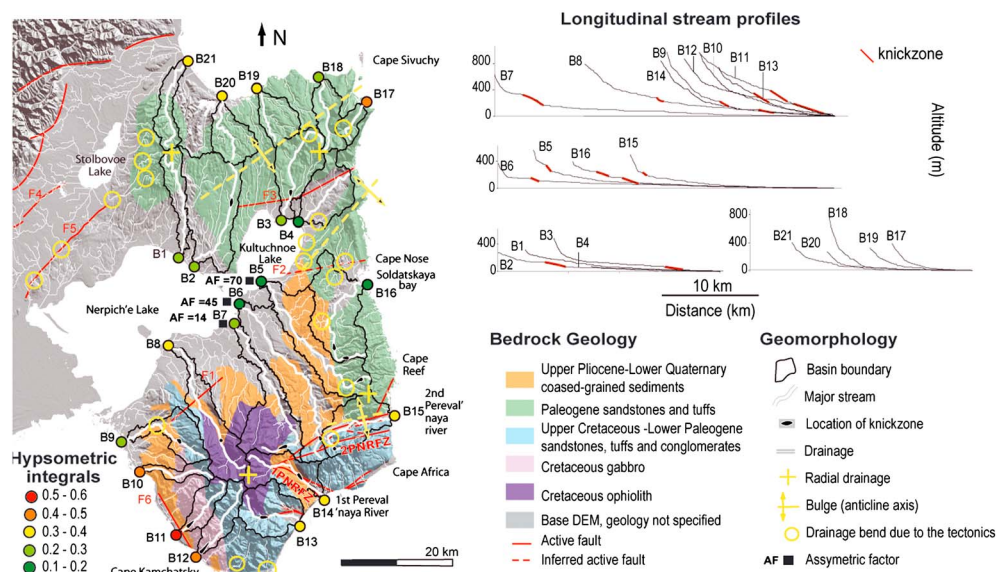 N
B21
B20
B19
B18
Cape Sivuchy
B17
Stolbovoe
Lake
F4
F5
F3
B3
B4
Kultuchnoe
Lake
B1
B2
F2
Cape Nose
Soldatskaya
bay
B5
AF =70
B16
B6
AF =45
Nerpich'e Lake
AF =14
B7
B8
Cape
Reef
F1
2nd
Pereval'
naya
river
B15
B9
2PNRFZ
Cape Africa
1PNRFZ
B10
1st Pereval
'naya River
F6
B14
B11
B13
B12
Cape Kamchatsky
20 km
Hypsometric
integrals
0.5 - 0.6
0.4 - 0.5
0.3 - 0.4
0.2 - 0.3
0.1 - 0.2
Longitudinal stream profiles
knickzone
Altitude (m)
800
400
0
B7
B8
B9
B12
B10
B14
B11
B13
400
0
B6
B5
B16
B15
400
0
B2
B1
B3
B4
800
400
0
B21
B20
B18
B19
B17
10 km
Distance (km)
Bedrock Geology
Upper Pliocene-Lower Quaternary
coased-grained sediments
Paleogene sandstones and tuffs
Upper Cretaceous -Lower Paleogene
sandstones, tuffs and conglomerates
Cretaceous gabbro
Cretaceous ophiolith
Base DEM, geology not specified
Active fault
Inferred active fault
Geomorphology
Basin boundary
Major stream
Location of knickzone
Drainage
Radial drainage
Bulge (anticline axis)
Drainage bend due to the tectonics
AF
Assymetric factor